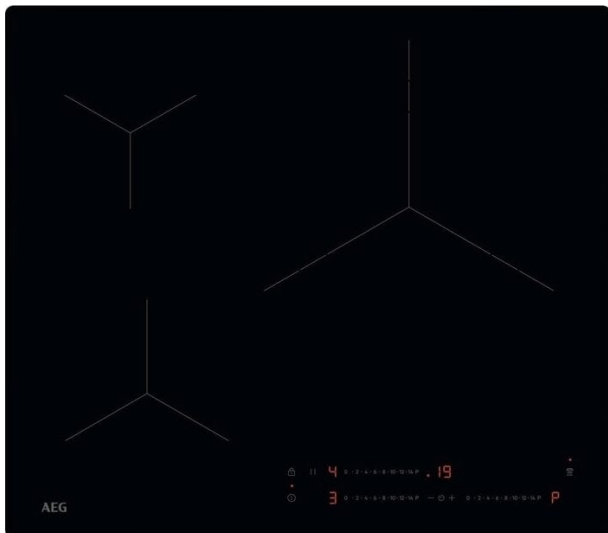 4 0 · 2 · 4 · 6 · 8 · 10 · 12 · 14 P .19
3 0 · 2 · 4 · 6 · 8 · 10 · 12 · 14 P − + 0 · 2 · 4 · 6 · 8 · 10 · 12 · 14 P P
AEG